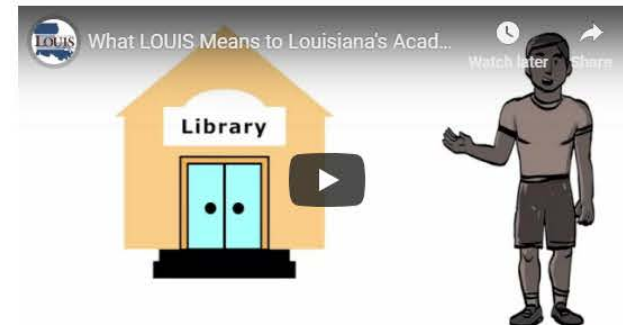 LOUIS
What LOUIS Means to Louisiana's Acad...
Watch later
Share
Library